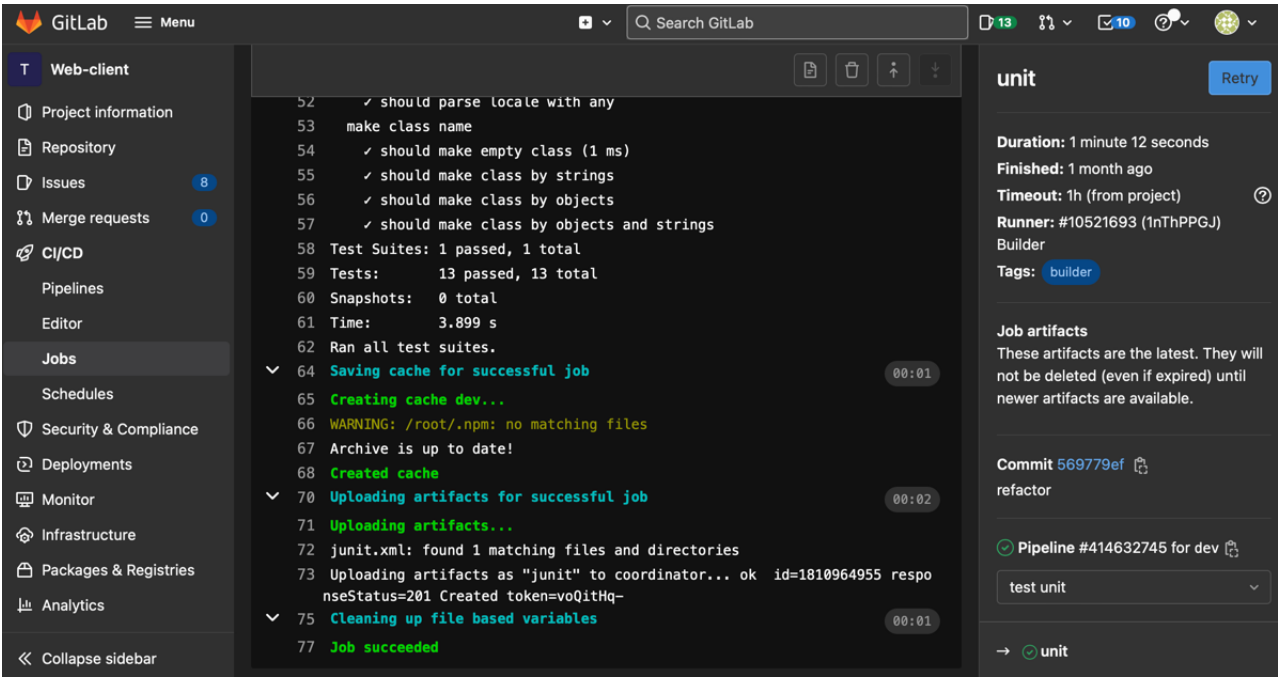 GitLab Menu Search GitLab 13 10
T Web-client
Project information
Repository
Issues 8
Merge requests 0
CI/CD
Pipelines
Editor
Jobs
Schedules
Security & Compliance
Deployments
Monitor
Infrastructure
Packages & Registries
Analytics
Collapse sidebar
52 ✓ should parse locale with any
53 make class name
54 ✓ should make empty class (1 ms)
55 ✓ should make class by strings
56 ✓ should make class by objects
57 ✓ should make class by objects and strings
58 Test Suites: 1 passed, 1 total
59 Tests: 13 passed, 13 total
60 Snapshots: 0 total
61 Time: 3.899 s
62 Ran all test suites.
64 Saving cache for successful job 00:01
65 Creating cache dev...
66 WARNING: /root/.npm: no matching files
67 Archive is up to date!
68 Created cache
70 Uploading artifacts for successful job 00:02
71 Uploading artifacts...
72 junit.xml: found 1 matching files and directories
73 Uploading artifacts as "junit" to coordinator... ok id=1810964955 respo
nseStatus=201 Created token=voQitHq-
75 Cleaning up file based variables 00:01
77 Job succeeded
unit Retry
Duration: 1 minute 12 seconds
Finished: 1 month ago
Timeout: 1h (from project)
Runner: #10521693 (1nThPPGJ)
Builder
Tags: builder
Job artifacts
These artifacts are the latest. They will
not be deleted (even if expired) until
newer artifacts are available.
Commit 569779ef
refactor
Pipeline #414632745 for dev
test unit
→ unit